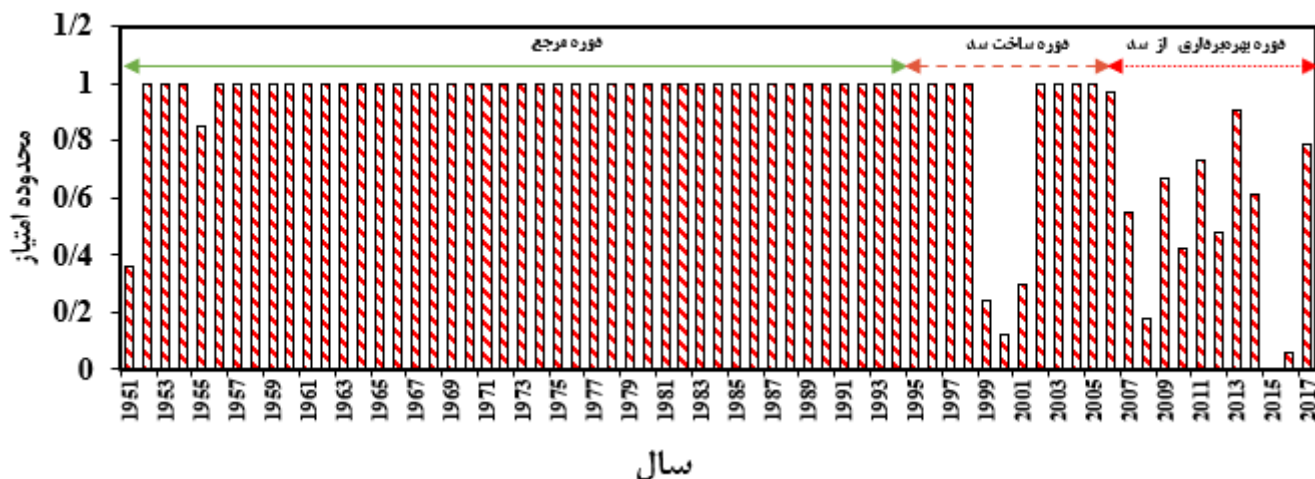 محدوده امتیاز
1/2
1
0/8
0/6
0/4
0/2
0
دوره مرجع
دوره ساخت سد
دوره بهره‌برداری از سد
1951 1953 1955 1957 1959 1961 1963 1965 1967 1969 1971 1973 1975 1977 1979 1981 1983 1985 1987 1989 1991 1993 1995 1997 1999 2001 2003 2005 2007 2009 2011 2013 2015 2017
سال